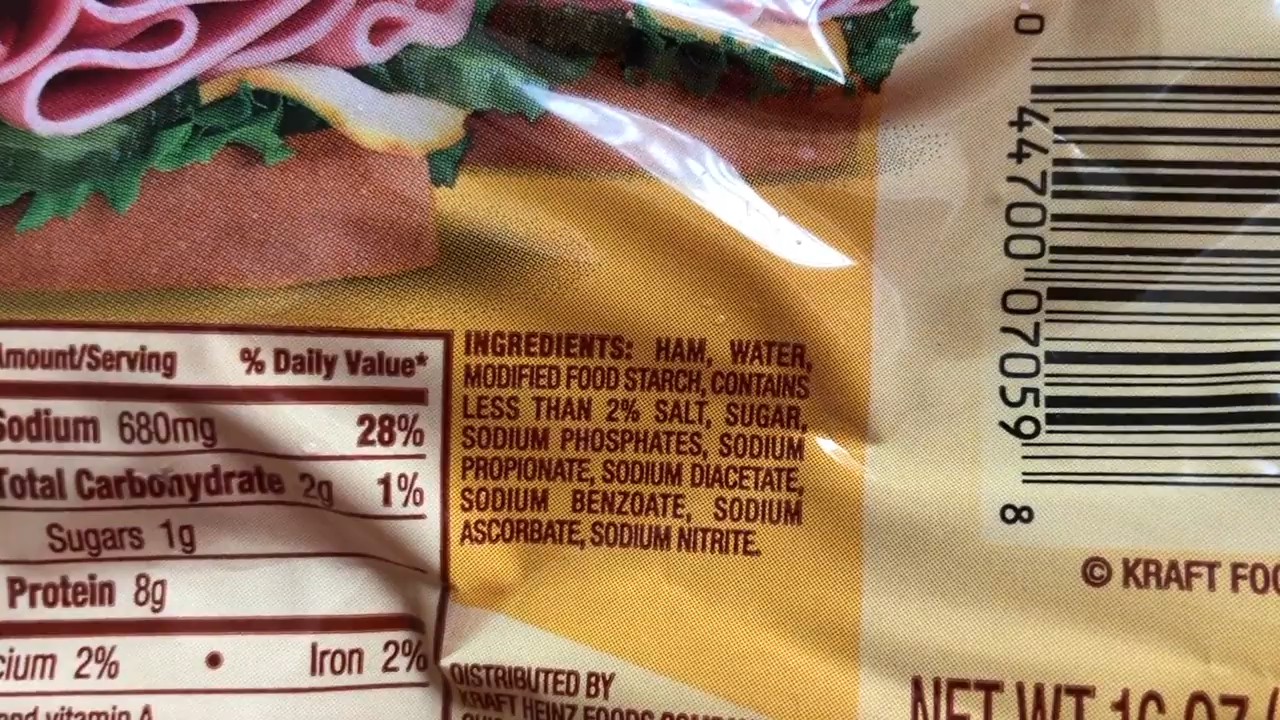 Amount/Serving % Daily Value*
Sodium 680mg 28%
Total Carbohydrate 2g 1%
Sugars 1g
Protein 8g
cium 2% • Iron 2%
and vitamin A
INGREDIENTS: HAM, WATER,
MODIFIED FOOD STARCH, CONTAINS
LESS THAN 2% SALT, SUGAR,
SODIUM PHOSPHATES, SODIUM
PROPIONATE, SODIUM DIACETATE,
SODIUM BENZOATE, SODIUM
ASCORBATE, SODIUM NITRITE.
DISTRIBUTED BY
KRAFT HEINZ FOODS
0 44700 07059 8
© KRAFT FOO
NET WT 16 OZ